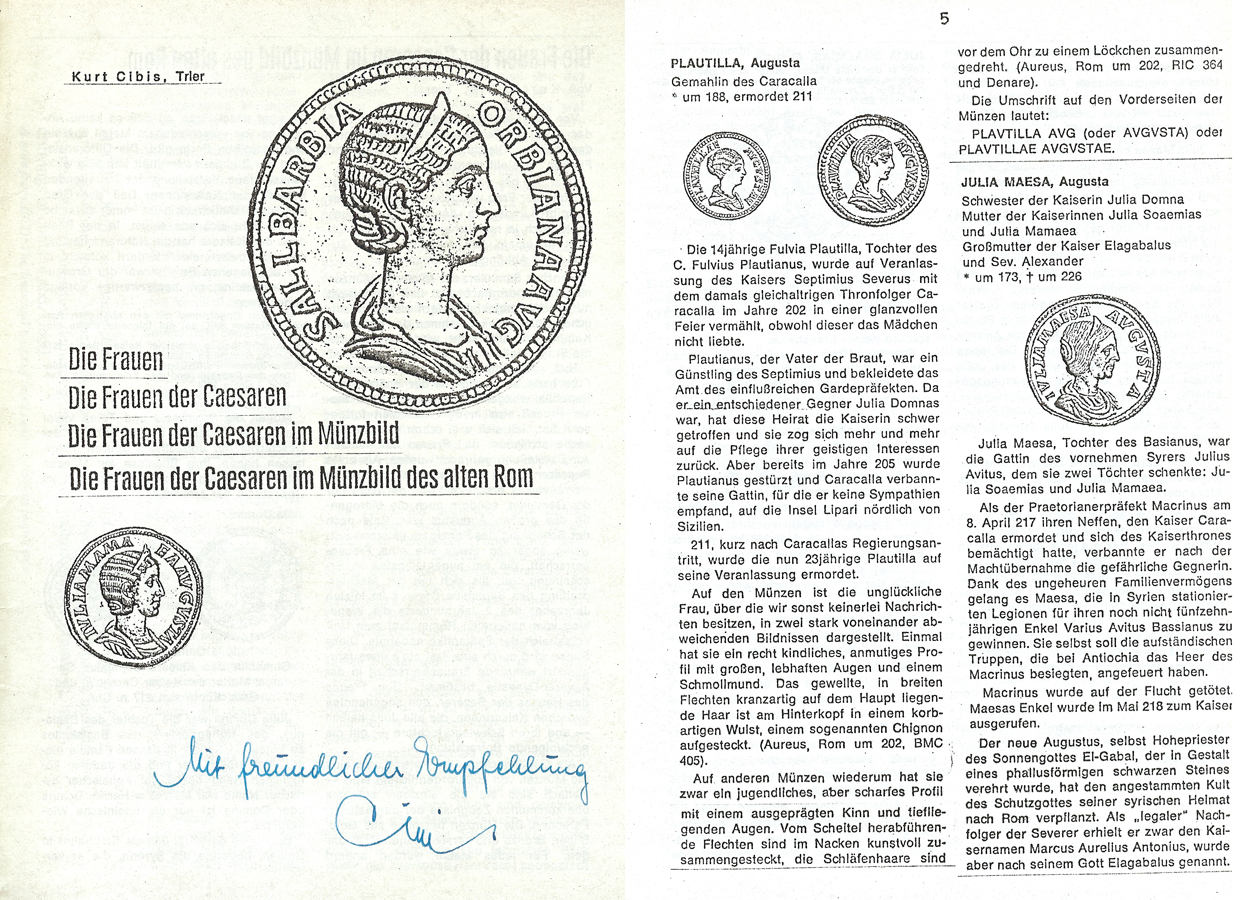 Kurt Cibis, Trier
SALL BARBIA ORBIANA AVG
Die Frauen
Die Frauen der Caesaren
Die Frauen der Caesaren im Münzbild
Die Frauen der Caesaren im Münzbild des alten Rom
IVLIA MAMAEA AVGVSTA
Mit freundlicher Empfehlung
5
PLAUTILLA, Augusta
Gemahlin des Caracalla
* um 188, ermordet 211
PLAVTILLA AVGVSTA
Die 14jährige Fulvia Plautilla, Tochter des
C. Fulvius Plautianus, wurde auf Veranlas-
sung des Kaisers Septimius Severus mit
dem damals gleichaltrigen Thronfolger Ca-
racalla im Jahre 202 in einer glanzvollen
Feier vermählt, obwohl dieser das Mädchen
nicht liebte.
Plautianus, der Vater der Braut, war ein
Günstling des Septimius und bekleidete das
Amt des einflußreichen Gardepräfekten. Da
er ein entschiedener Gegner Julia Domnas
war, hat diese Heirat die Kaiserin schwer
getroffen und sie zog sich mehr und mehr
auf die Pflege ihrer geistigen Interessen
zurück. Aber bereits im Jahre 205 wurde
Plautianus gestürzt und Caracalla verbann-
te seine Gattin, für die er keine Sympathien
empfand, auf die Insel Lipari nördlich von
Sizilien.
211, kurz nach Caracallas Regierungsan-
tritt, wurde die nun 23jährige Plautilla auf
seine Veranlassung ermordet.
Auf den Münzen ist die unglückliche
Frau, über die wir sonst keinerlei Nachrich-
ten besitzen, in zwei stark voneinander ab-
weichenden Bildnissen dargestellt. Einmal
hat sie ein recht kindliches, anmutiges Pro-
fil mit großen, lebhaften Augen und einem
Schmollmund. Das gewellte, in breiten
Flechten kranzartig auf dem Haupt liegen-
de Haar ist am Hinterkopf in einem korb-
artigen Wulst, einem sogenannten Chignon
aufgesteckt. (Aureus, Rom um 202, BMC
405).
Auf anderen Münzen wiederum hat sie
zwar ein jugendliches, aber scharfes Profil
mit einem ausgeprägten Kinn und tieflie-
genden Augen. Vom Scheitel herabführen-
de Flechten sind im Nacken kunstvoll zu-
sammengesteckt, die Schläfenhaare sind
vor dem Ohr zu einem Löckchen zusammen-
gedreht. (Aureus, Rom um 202, RIC 364
und Denare).
Die Umschrift auf den Vorderseiten der
Münzen lautet:
PLAVTILLA AVG (oder AVGVSTA) oder
PLAVTILLAE AVGVSTAE.
JULIA MAESA, Augusta
Schwester der Kaiserin Julia Domna
Mutter der Kaiserinnen Julia Soaemias
und Julia Mamaea
Großmutter der Kaiser Elagabalus
und Sev. Alexander
* um 173, † um 226
IVLIA MAESA AVGVSTA
Julia Maesa, Tochter des Basianus, war
die Gattin des vornehmen Syrers Julius
Avitus, dem sie zwei Töchter schenkte: Ju-
lia Soaemias und Julia Mamaea.
Als der Praetorianerpräfekt Macrinus am
8. April 217 ihren Neffen, den Kaiser Cara-
calla ermordet und sich des Kaiserthrones
bemächtigt hatte, verbannte er nach der
Machtübernahme die gefährliche Gegnerin.
Dank des ungeheuren Familienvermögens
gelang es Maesa, die in Syrien stationier-
ten Legionen für ihren noch nicht fünfzehn-
jährigen Enkel Varius Avitus Bassianus zu
gewinnen. Sie selbst soll die aufständischen
Truppen, die bei Antiochia das Heer des
Macrinus besiegten, angefeuert haben.
Macrinus wurde auf der Flucht getötet.
Maesas Enkel wurde im Mai 218 zum Kaiser
ausgerufen.
Der neue Augustus, selbst Hohepriester
des Sonnengottes El-Gabal, der in Gestalt
eines phallusförmigen schwarzen Steines
verehrt wurde, hat den angestammten Kult
des Schutzgottes seiner syrischen Heimat
nach Rom verpflanzt. Als „legaler" Nach-
folger der Severer erhielt er zwar den Kai-
sernamen Marcus Aurelius Antonius, wurde
aber nach seinem Gott Elagabalus genannt.